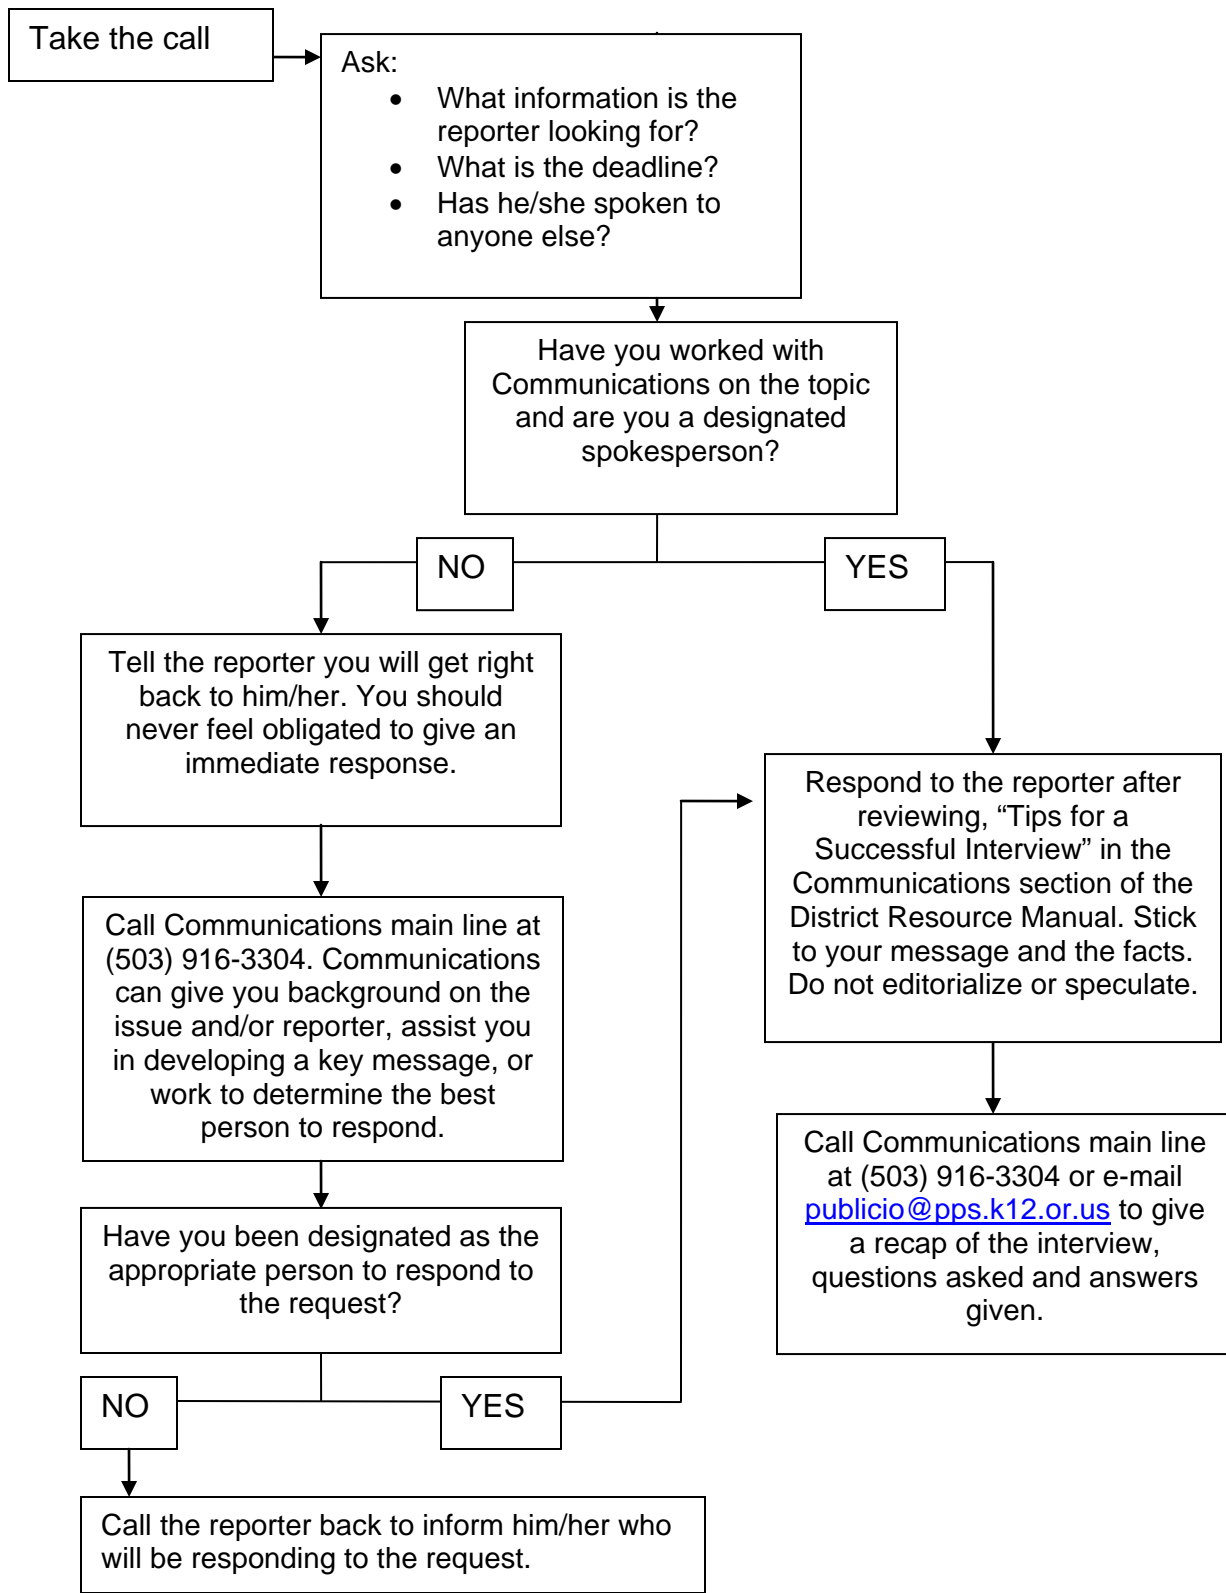 Take the call
Ask:
• What information is the
reporter looking for?
• What is the deadline?
• Has he/she spoken to
anyone else?
Have you worked with
Communications on the topic
and are you a designated
spokesperson?
NO
YES
Tell the reporter you will get right
back to him/her. You should
never feel obligated to give an
immediate response.
Respond to the reporter after
reviewing, “Tips for a
Successful Interview” in the
Communications section of the
District Resource Manual. Stick
to your message and the facts.
Do not editorialize or speculate.
Call Communications main line at
(503) 916-3304. Communications
can give you background on the
issue and/or reporter, assist you
in developing a key message, or
work to determine the best
person to respond.
Call Communications main line
at (503) 916-3304 or e-mail
publicio@pps.k12.or.us to give
a recap of the interview,
questions asked and answers
given.
Have you been designated as the
appropriate person to respond to
the request?
NO
YES
Call the reporter back to inform him/her who
will be responding to the request.